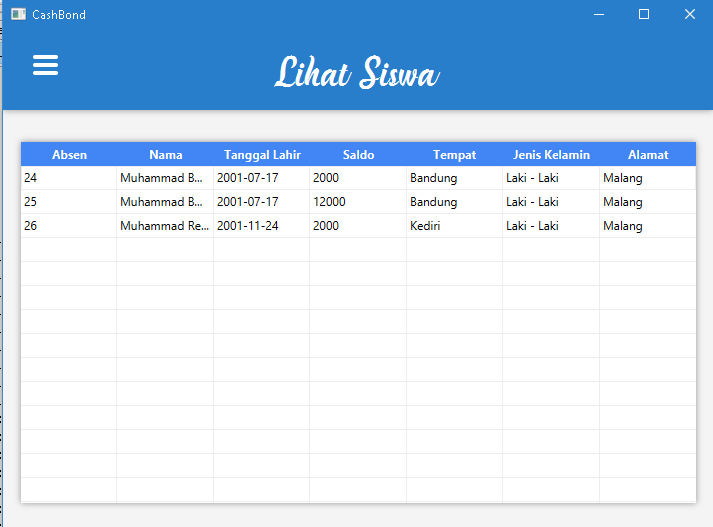 CashBond
Lihat Siswa
Absen Nama Tanggal Lahir Saldo Tempat Jenis Kelamin Alamat
24 Muhammad B... 2001-07-17 2000 Bandung Laki - Laki Malang
25 Muhammad B... 2001-07-17 12000 Bandung Laki - Laki Malang
26 Muhammad Re... 2001-11-24 2000 Kediri Laki - Laki Malang